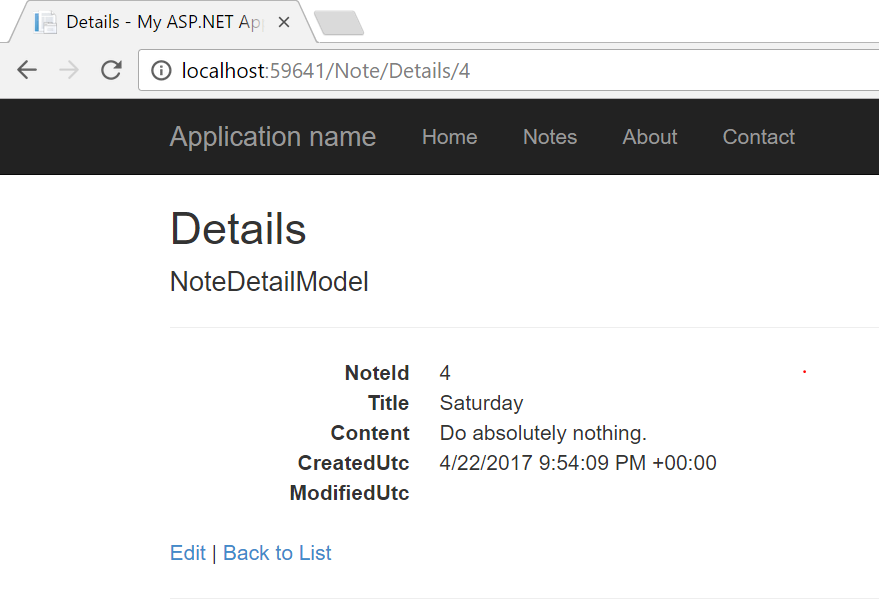 Details - My ASP.NET Ap
localhost:59641/Note/Details/4
Application name Home Notes About Contact
Details
NoteDetailModel
NoteId 4
Title Saturday
Content Do absolutely nothing.
CreatedUtc 4/22/2017 9:54:09 PM +00:00
ModifiedUtc
Edit | Back to List